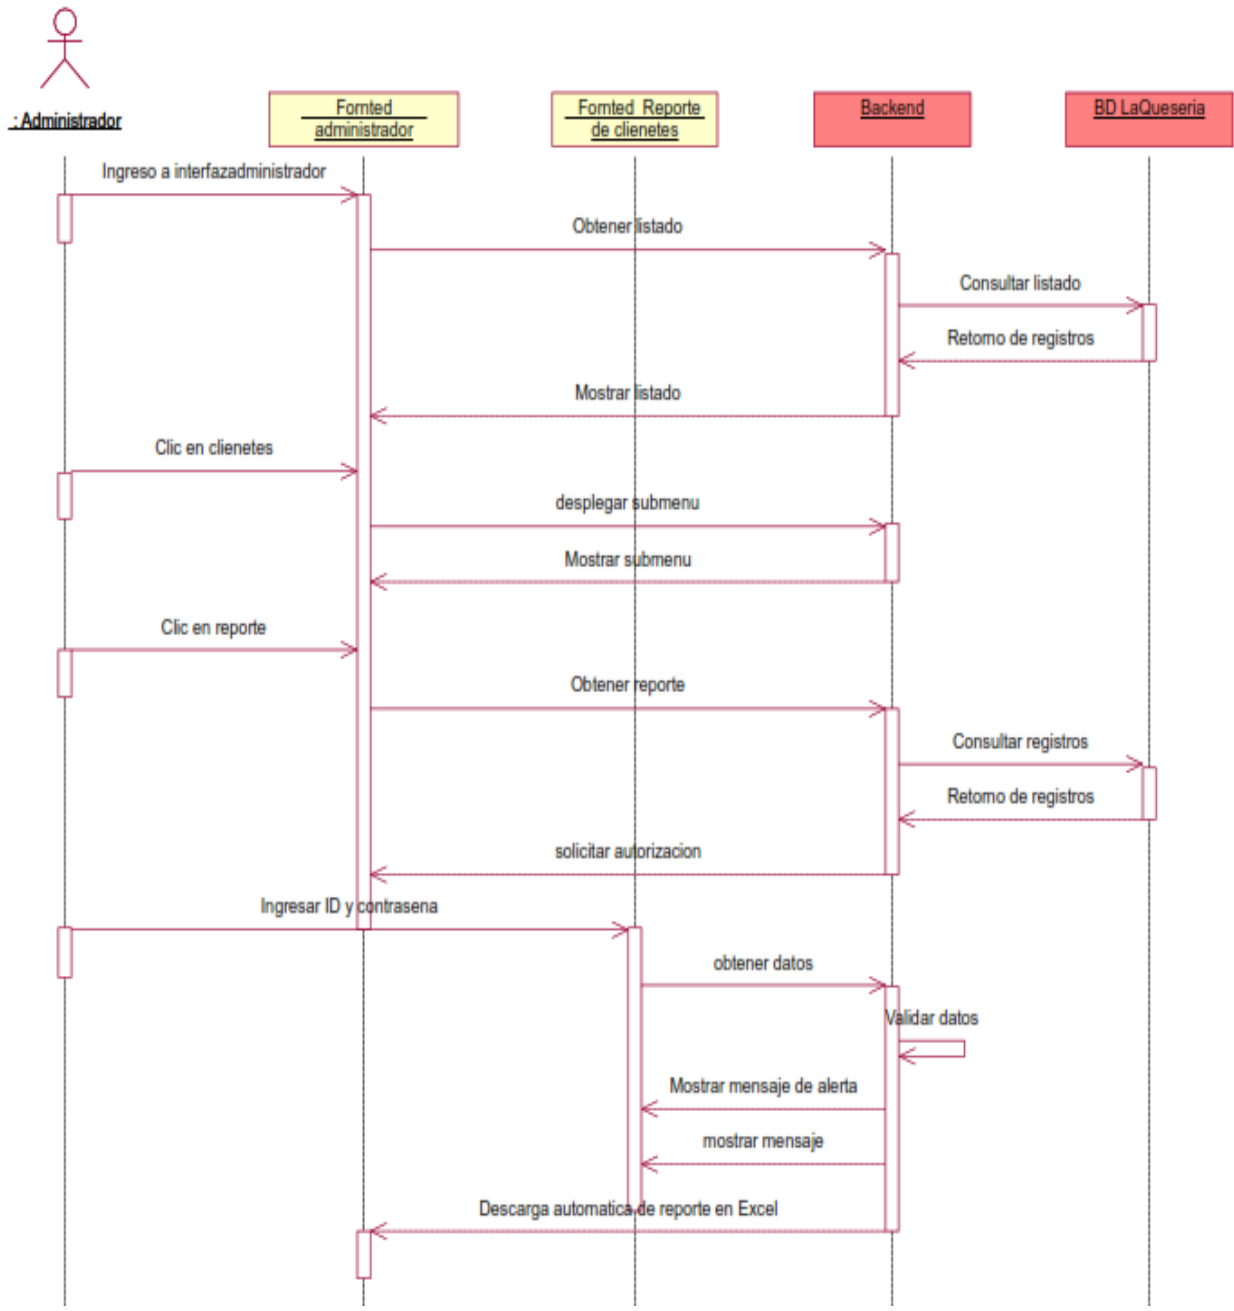 : Administrador
Fornted
administrador
Fornted Reporte
de clienetes
Backend
BD LaQueseria
Ingreso a interfazadministrador
Obtener listado
Consultar listado
Retorno de registros
Mostrar listado
Clic en clienetes
desplegar submenu
Mostrar submenu
Clic en reporte
Obtener reporte
Consultar registros
Retorno de registros
solicitar autorizacion
Ingresar ID y contrasena
obtener datos
Validar datos
Mostrar mensaje de alerta
mostrar mensaje
Descarga automatica de reporte en Excel